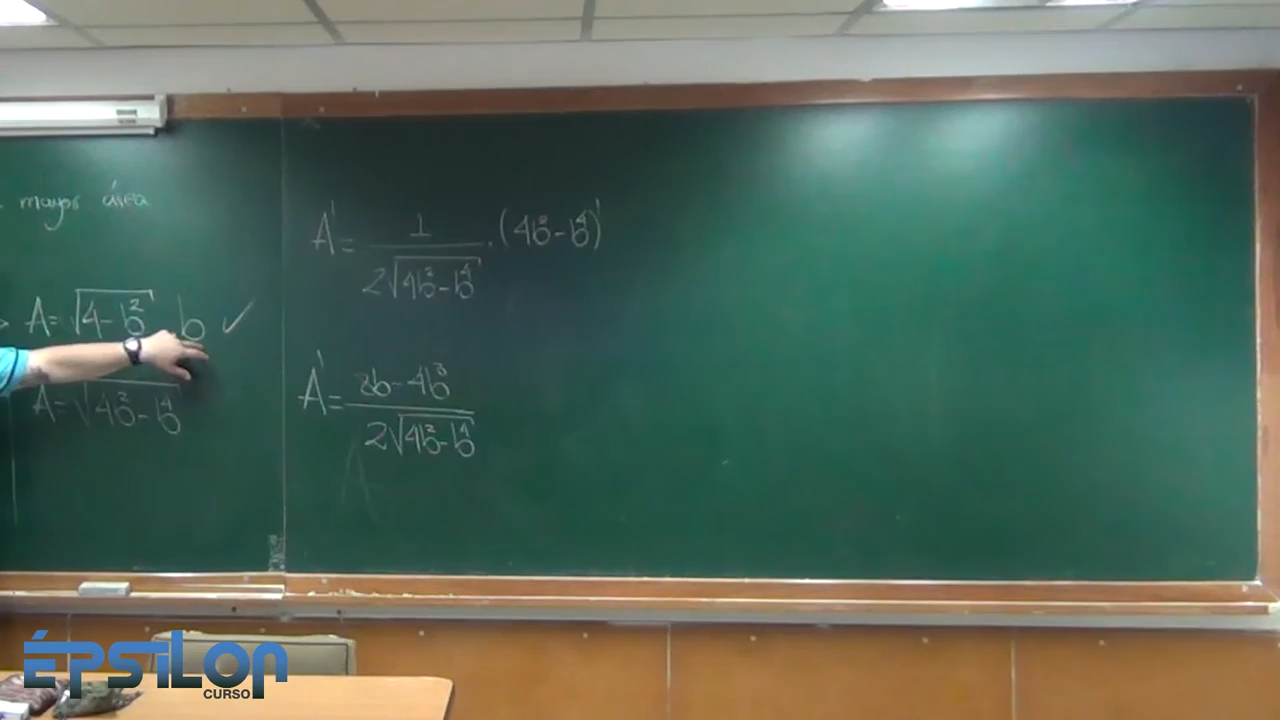 mayor área
A = √(4-b²) · b ✓
A = √(4b²-b⁴)
A' = 1/(2√(4b²-b⁴)) · (4b²-b⁴)'
A' = (8b-4b³)/(2√(4b²-b⁴))
A
ÉPSILON
CURSO